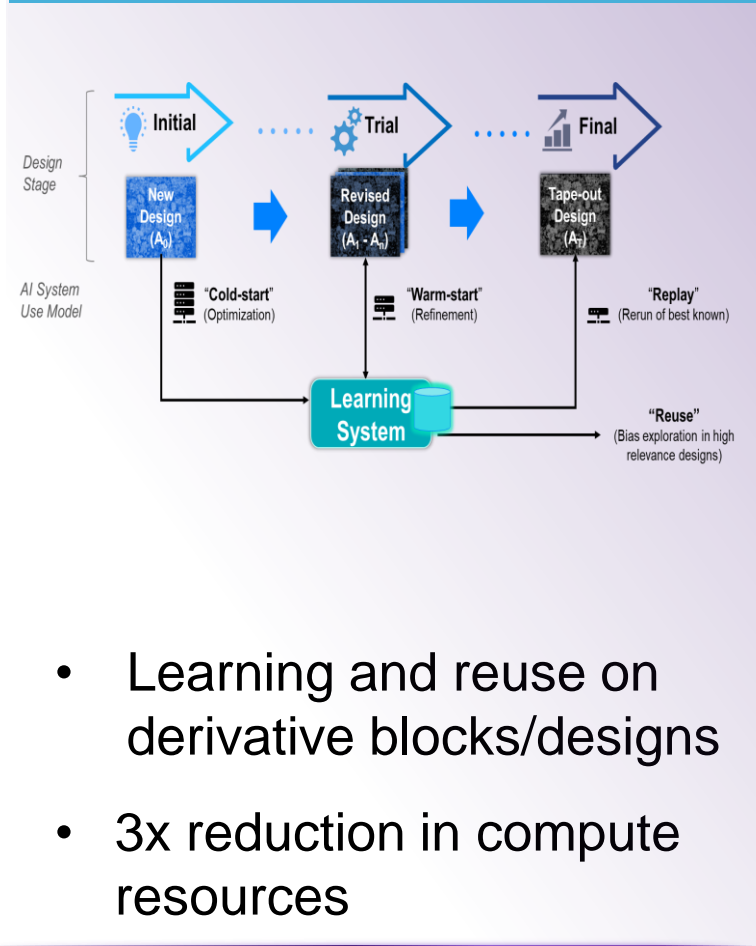 Initial
Trial
Final
Design
Stage
New
Design
(A₀)
Revised
Design
(A₁ - Aₙ)
Tape-out
Design
(A_T)
AI System
Use Model
"Cold-start"
(Optimization)
"Warm-start"
(Refinement)
"Replay"
(Rerun of best known)
Learning
System
"Reuse"
(Bias exploration in high
relevance designs)
• Learning and reuse on
derivative blocks/designs
• 3x reduction in compute
resources